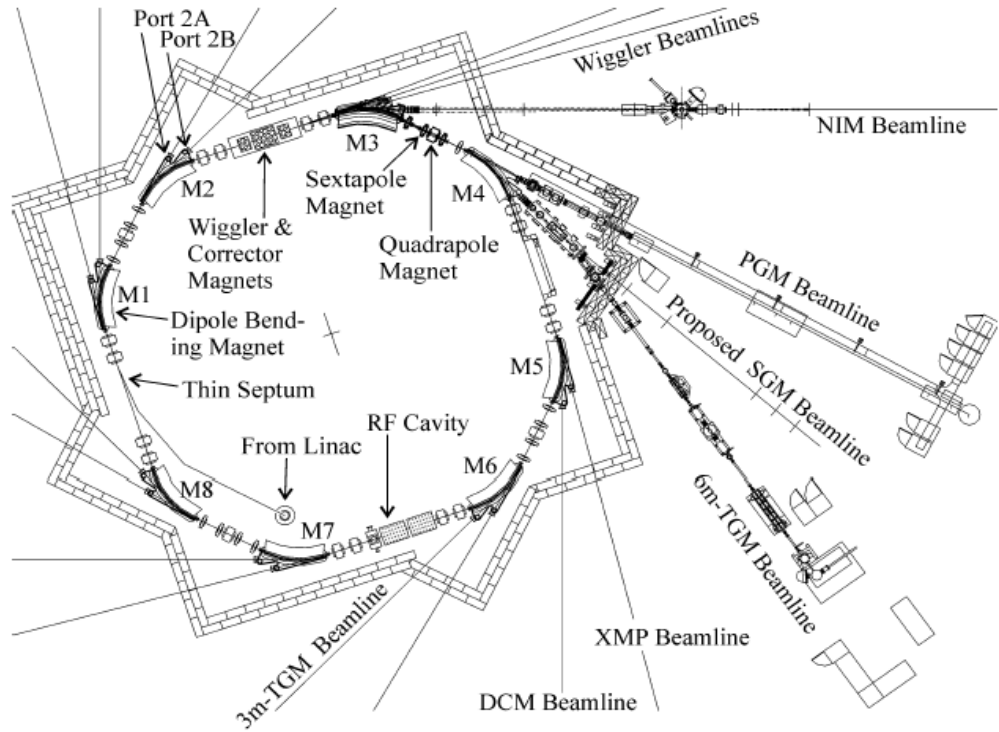 Port 2A
Port 2B
Wiggler Beamlines
NIM Beamline
M3
M2
Sextapole
Magnet
M4
Wiggler &
Corrector
Magnets
Quadrapole
Magnet
PGM Beamline
M1
Dipole Bend-
ing Magnet
Proposed SGM Beamline
Thin Septum
M5
RF Cavity
From Linac
M6
M8
6m-TGM Beamline
M7
3m-TGM Beamline
XMP Beamline
DCM Beamline